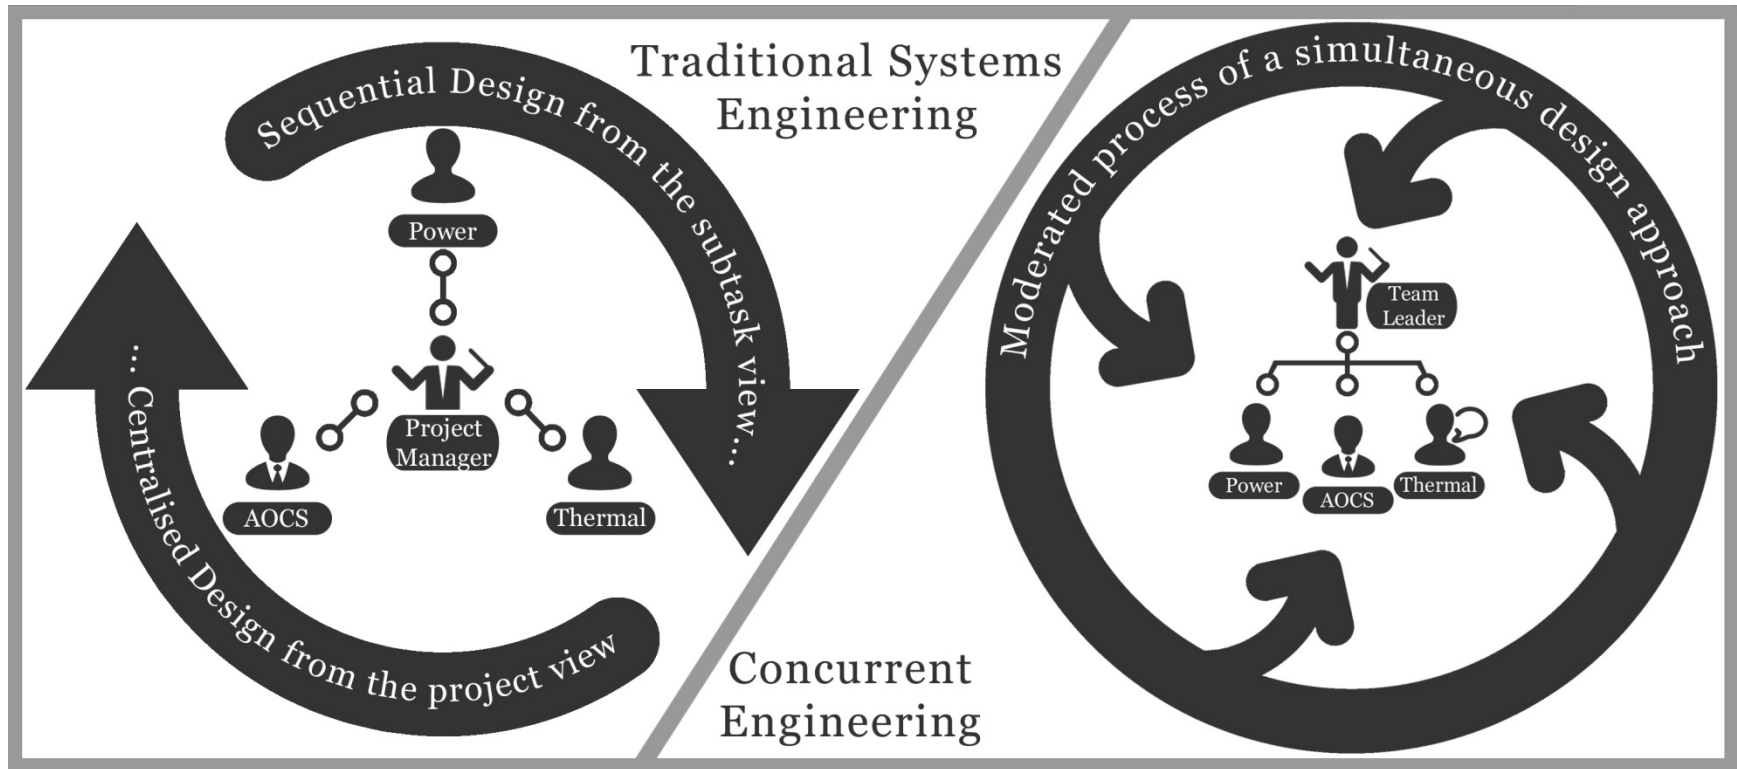 Traditional Systems
Engineering
Sequential Design from the subtask view...
Power
Project
Manager
AOCS
Thermal
... Centralised Design from the project view
Concurrent
Engineering
Moderated process of a simultaneous design approach
Team
Leader
Power
AOCS
Thermal